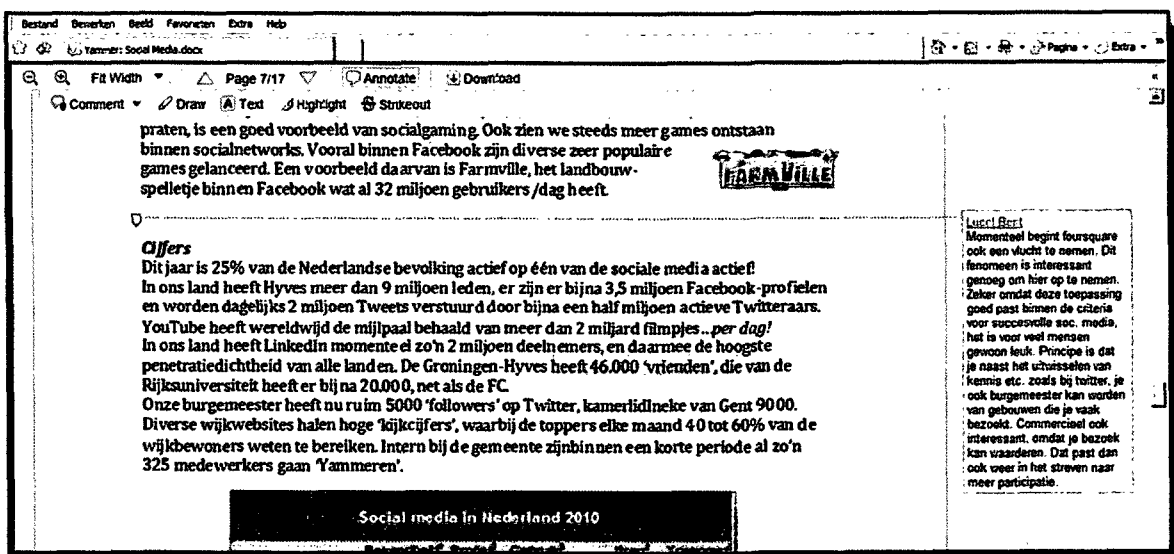 Bestand Bewerken Beeld Favorieten Extra Help
Yammer: Social Media.docx
Pagina Extra
Fit Width Page 7/17 Annotate Download
Comment Draw Text Highlight Strikeout
praten, is een goed voorbeeld van socialgaming. Ook zien we steeds meer games ontstaan
binnen socialnetworks. Vooral binnen Facebook zijn diverse zeer populaire
games gelanceerd. Een voorbeeld daarvan is Farmville, het landbouw-
spelletje binnen Facebook wat al 32 miljoen gebruikers/dag heeft.
FARMVILLE
Cijfers
Dit jaar is 25% van de Nederlandse bevolking actief op één van de sociale media actief!
In ons land heeft Hyves meer dan 9 miljoen leden, er zijn er bijna 3,5 miljoen Facebook-profielen
en worden dagelijks 2 miljoen Tweets verstuurd door bijna een half miljoen actieve Twitteraars.
YouTube heeft wereldwijd de mijlpaal behaald van meer dan 2 miljard filmpjes...per dag!
In ons land heeft LinkedIn momenteel zo'n 2 miljoen deelnemers, en daarmee de hoogste
penetratiedichtheid van alle landen. De Groningen-Hyves heeft 46.000 'vrienden', die van de
Rijksuniversiteit heeft er bijna 20.000, net als de FC.
Onze burgemeester heeft nu ruim 5000 'followers' op Twitter, kamerlid Ineke van Gent 9000.
Diverse wijkwebsites halen hoge 'kijkcijfers', waarbij de toppers elke maand 40 tot 60% van de
wijkbewoners weten te bereiken. Intern bij de gemeente zijn binnen een korte periode al zo'n
325 medewerkers gaan 'Yammeren'.
Bert
Momenteel begint foursquare
ook een vlucht te nemen. Dit
fenomeen is interessant
genoeg om hier op te nemen.
Zeker omdat deze toepassing
goed past binnen de criteria
voor succesvolle soc. media,
het is voor veel mensen
gewoon leuk. Principe is dat
je naast het uitwisselen van
kennis etc. zoals bij twitter, je
ook burgemeester kan worden
van gebouwen die je vaak
bezoekt. Commercieel ook
interessant, omdat je bezoek
kan waarderen. Dat past dan
ook weer in het streven naar
meer participatie.
Social media in Nederland 2010